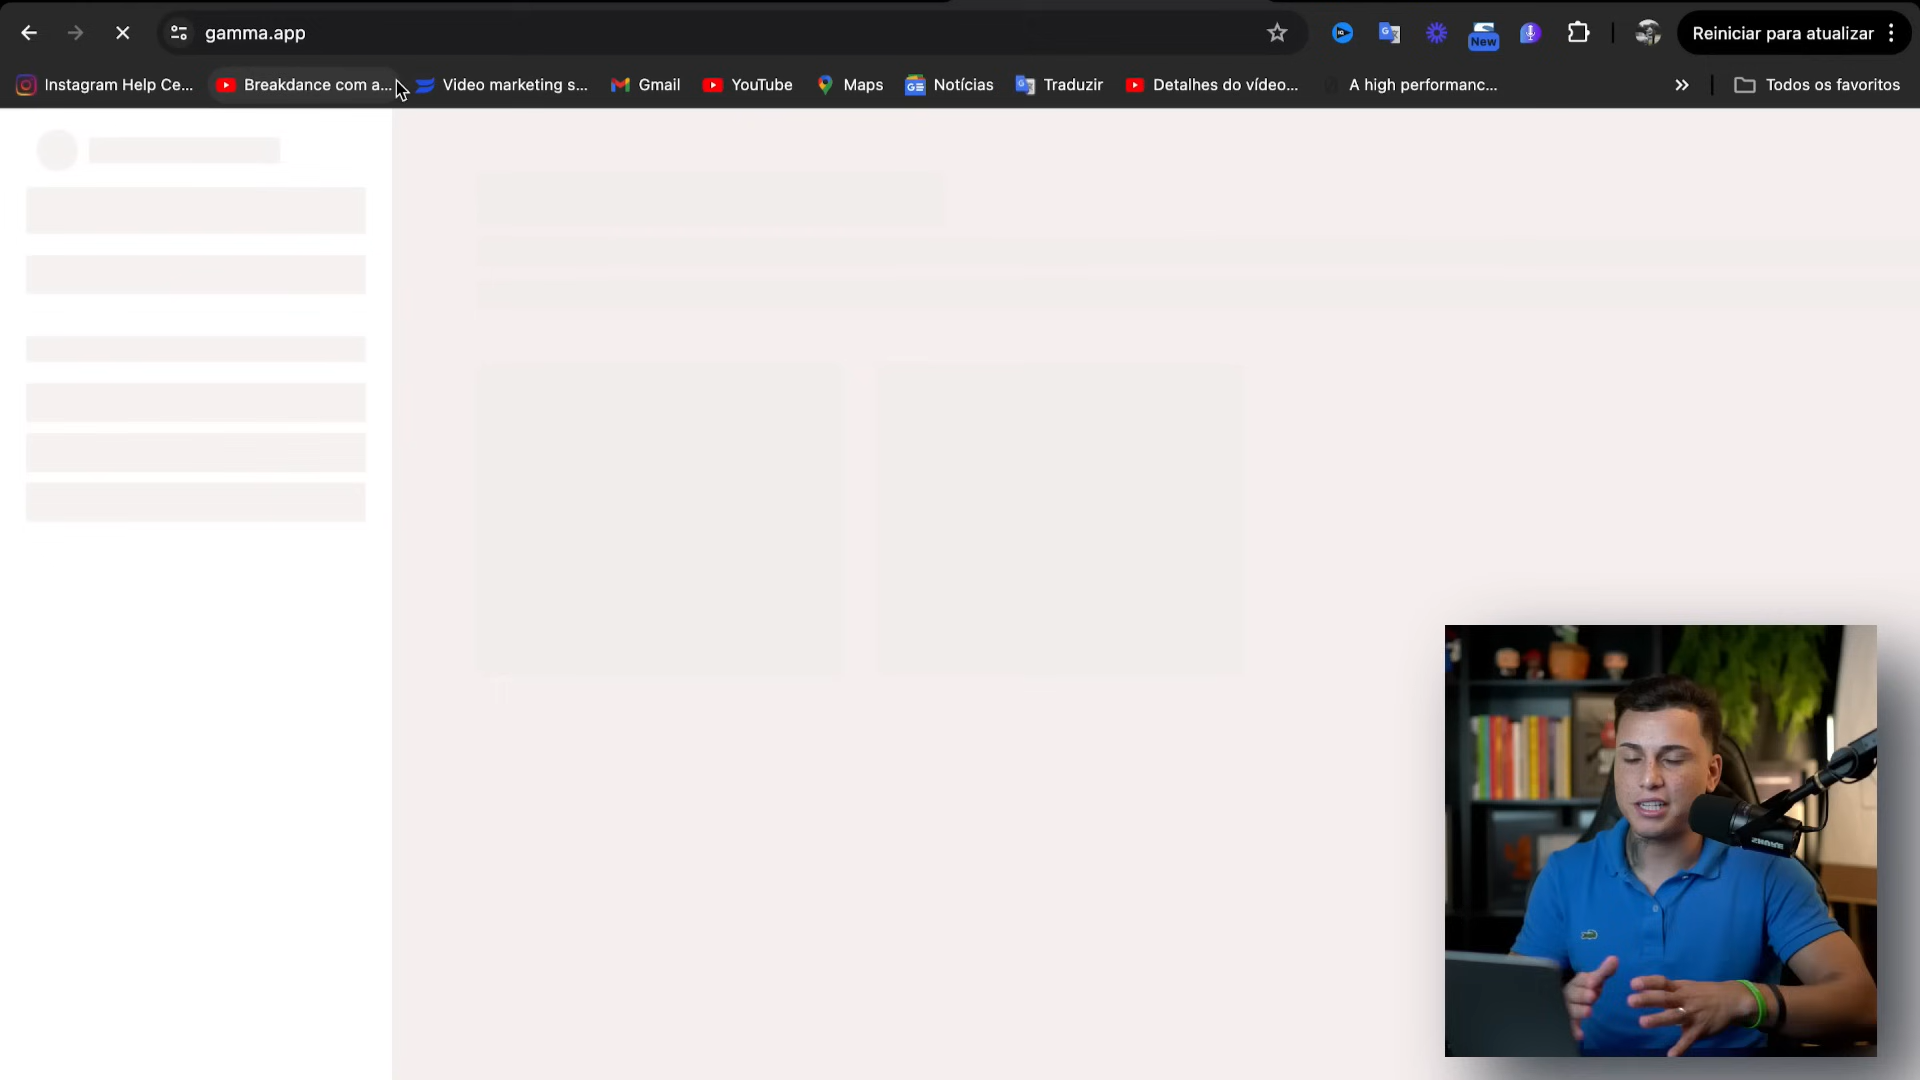 gamma.app
New
Reiniciar para atualizar
Instagram Help Ce...
Breakdance com a...
Video marketing s...
Gmail
YouTube
Maps
Notícias
Traduzir
Detalhes do vídeo...
A high performanc...
Todos os favoritos
SHURE